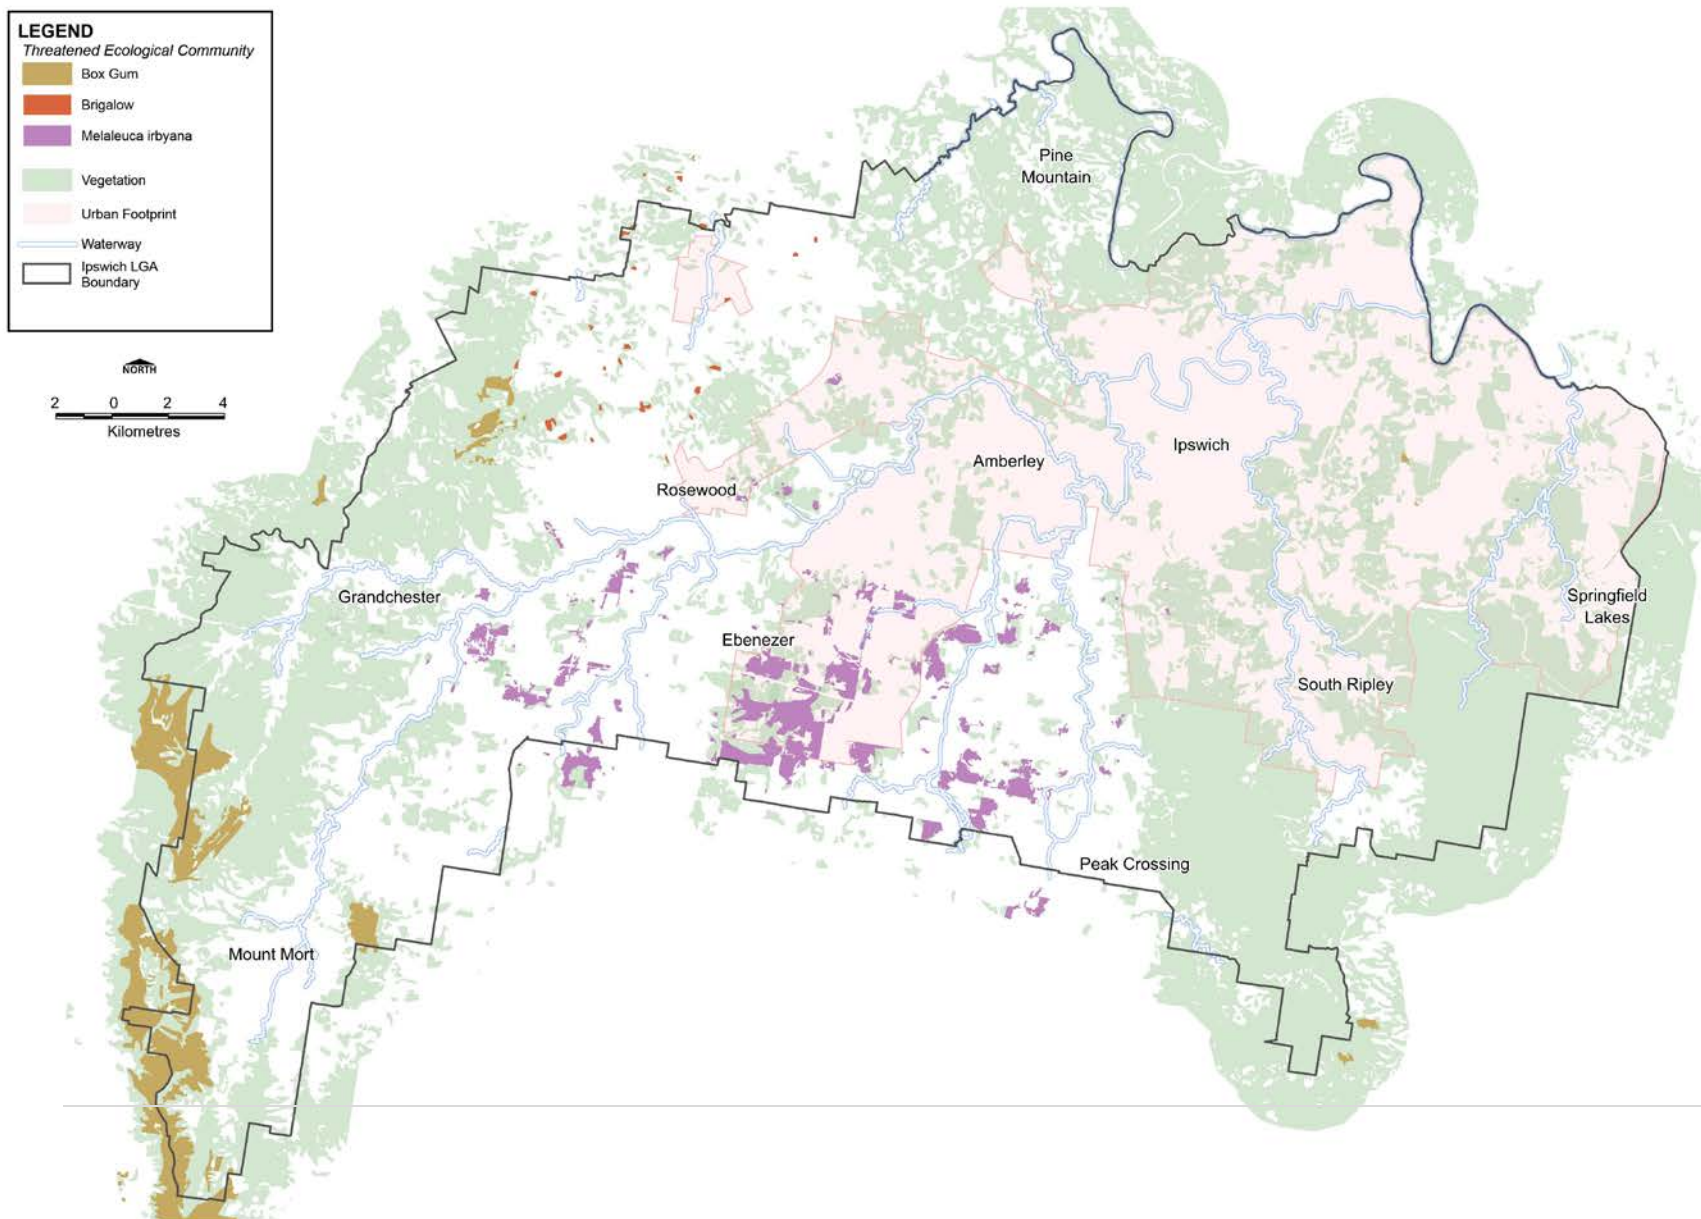 LEGEND
Threatened Ecological Community
Box Gum
Brigalow
Melaleuca irbyana
Vegetation
Urban Footprint
Waterway
Ipswich LGA
Boundary
NORTH
2 0 2 4
Kilometres
Pine
Mountain
Ipswich
Amberley
Rosewood
Grandchester
Ebenezer
Springfield
Lakes
South Ripley
Peak Crossing
Mount Mort